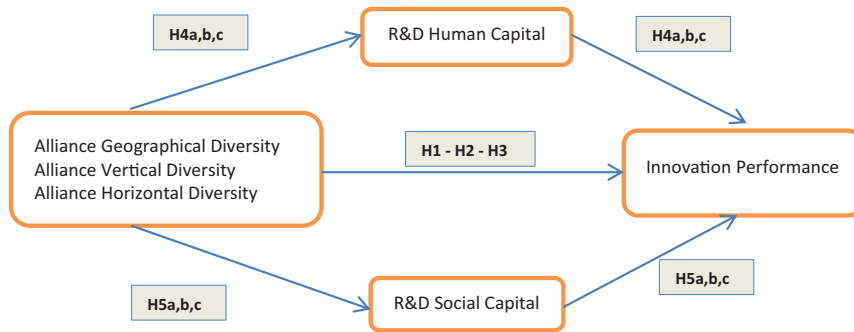 H4a,b,c
R&D Human Capital
H4a,b,c
Alliance Geographical Diversity
Alliance Vertical Diversity
Alliance Horizontal Diversity
H1 - H2 - H3
Innovation Performance
H5a,b,c
R&D Social Capital
H5a,b,c